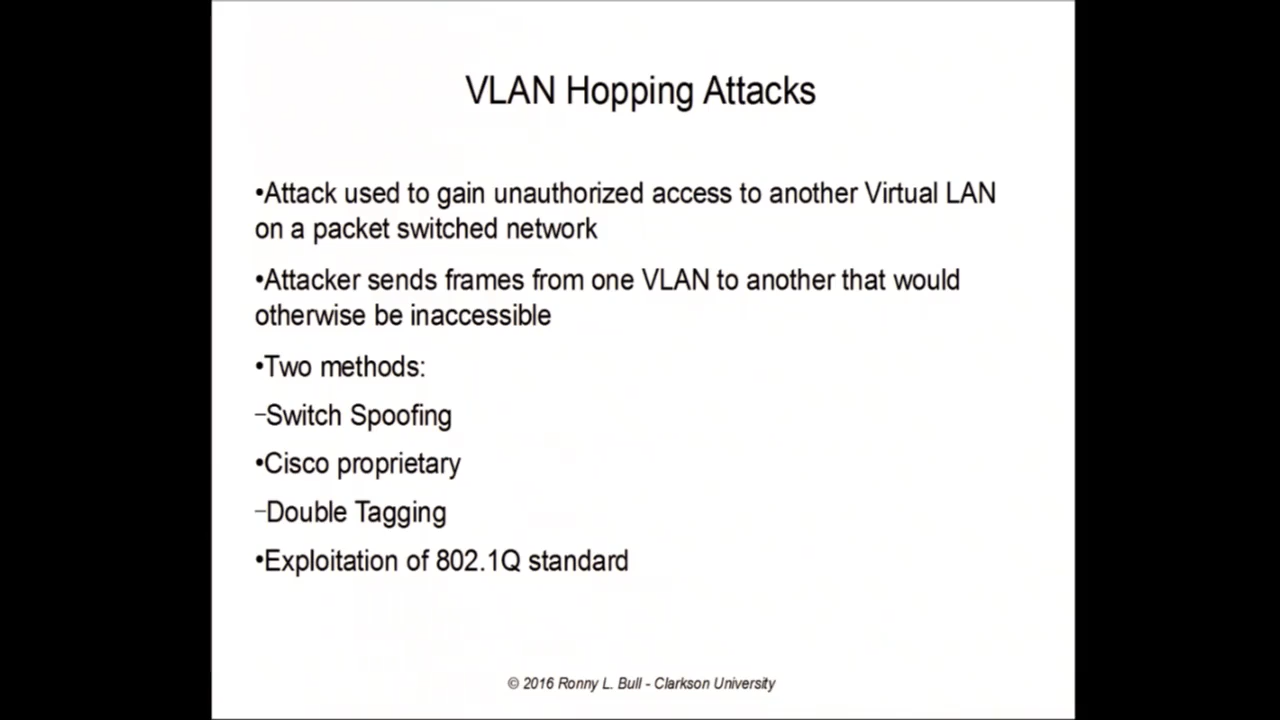 VLAN Hopping Attacks
•Attack used to gain unauthorized access to another Virtual LAN
on a packet switched network
•Attacker sends frames from one VLAN to another that would
otherwise be inaccessible
•Two methods:
–Switch Spoofing
•Cisco proprietary
–Double Tagging
•Exploitation of 802.1Q standard
© 2016 Ronny L. Bull - Clarkson University